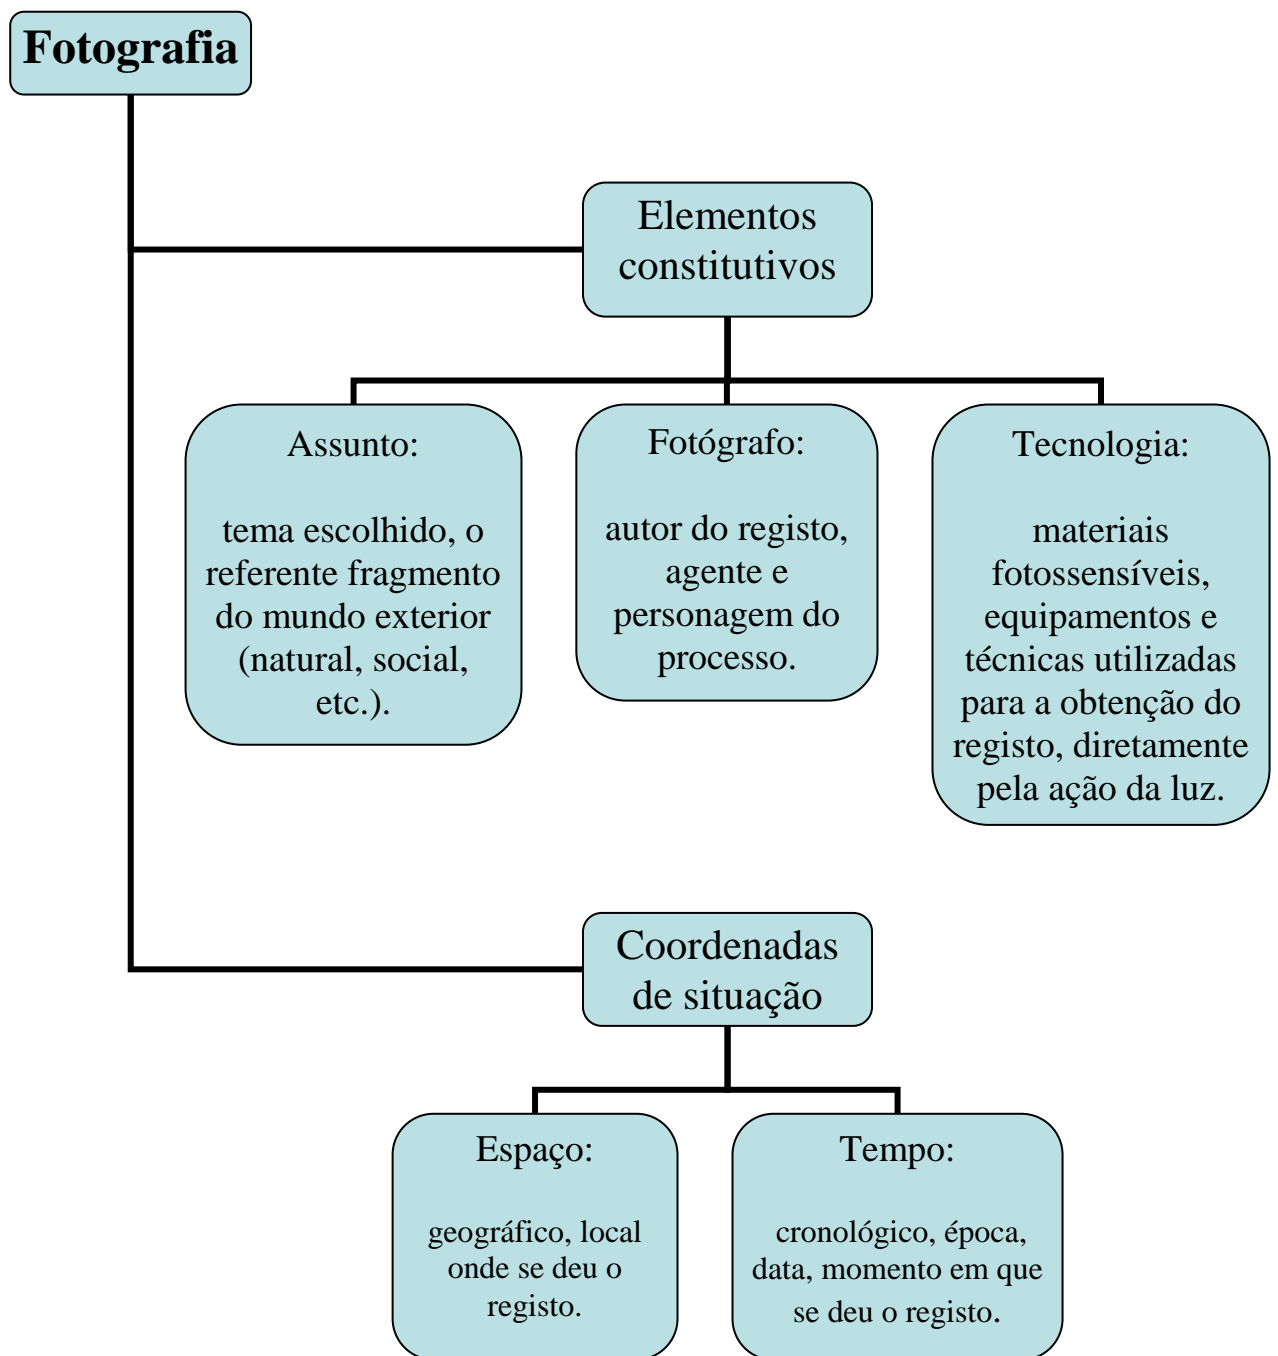 Fotografia
Elementos
constitutivos
Assunto:
tema escolhido, o
referente fragmento
do mundo exterior
(natural, social,
etc.).
Fotógrafo:
autor do registo,
agente e
personagem do
processo.
Tecnologia:
materiais
fotossensíveis,
equipamentos e
técnicas utilizadas
para a obtenção do
registo, diretamente
pela ação da luz.
Coordenadas
de situação
Espaço:
geográfico, local
onde se deu o
registo.
Tempo:
cronológico, época,
data, momento em que
se deu o registo.